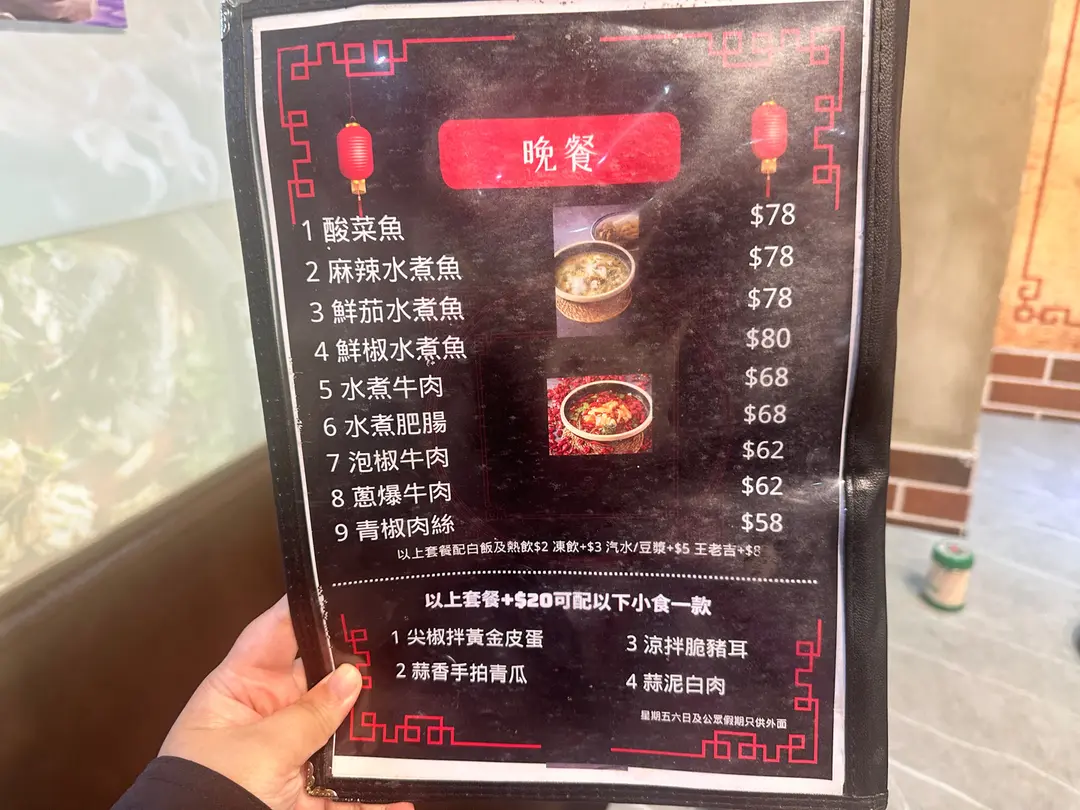 晚餐
1 酸菜魚 $78
2 麻辣水煮魚 $78
3 鮮茄水煮魚 $78
4 鮮椒水煮魚 $80
5 水煮牛肉 $68
6 水煮肥腸 $68
7 泡椒牛肉 $62
8 蔥爆牛肉 $62
9 青椒肉絲 $58
以上套餐配白飯及熱飲$2 凍飲+$3 汽水/豆漿+$5 王老吉+$8
以上套餐+$20可配以下小食一款
1 尖椒拌黃金皮蛋
2 蒜香手拍青瓜
3 涼拌脆豬耳
4 蒜泥白肉
星期五六日及公眾假期只供外面